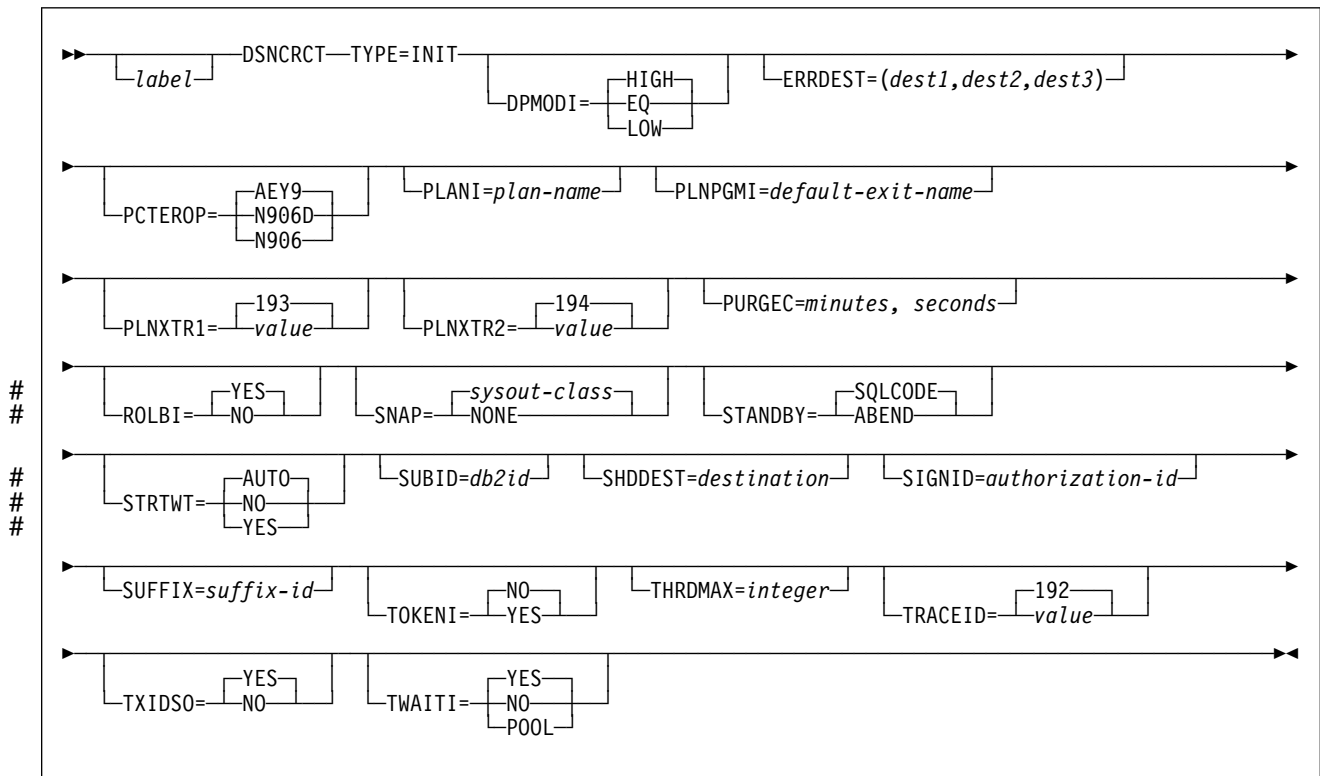 label DSNCRCT TYPE=INIT DPMODI= HIGH EQ LOW ERRDEST=(dest1,dest2,dest3)
PCTEROP= AEY9 N906D N906 PLANI=plan-name PLNPGMI=default-exit-name
PLNXTR1= 193 value PLNXTR2= 194 value PURGEC=minutes, seconds
# # ROLBI= YES NO SNAP= sysout-class NONE STANDBY= SQLCODE ABEND
# # # STRTWT= AUTO NO YES SUBID=db2id SHDDEST=destination SIGNID=authorization-id
SUFFIX=suffix-id TOKENI= NO YES THRDMAX=integer TRACEID= 192 value
TXIDSO= YES NO TWAITI= YES NO POOL